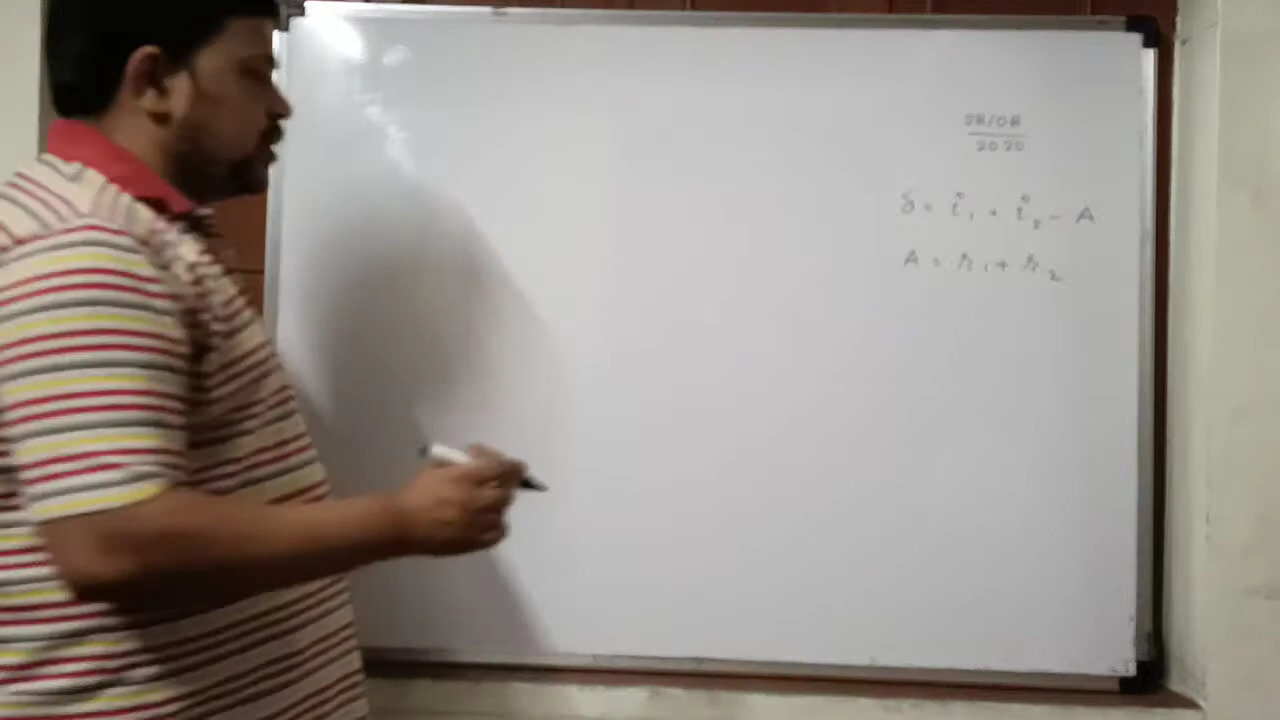 28/08
2020
δ = i₁ + i₂ - A
A = r₁ + r₂